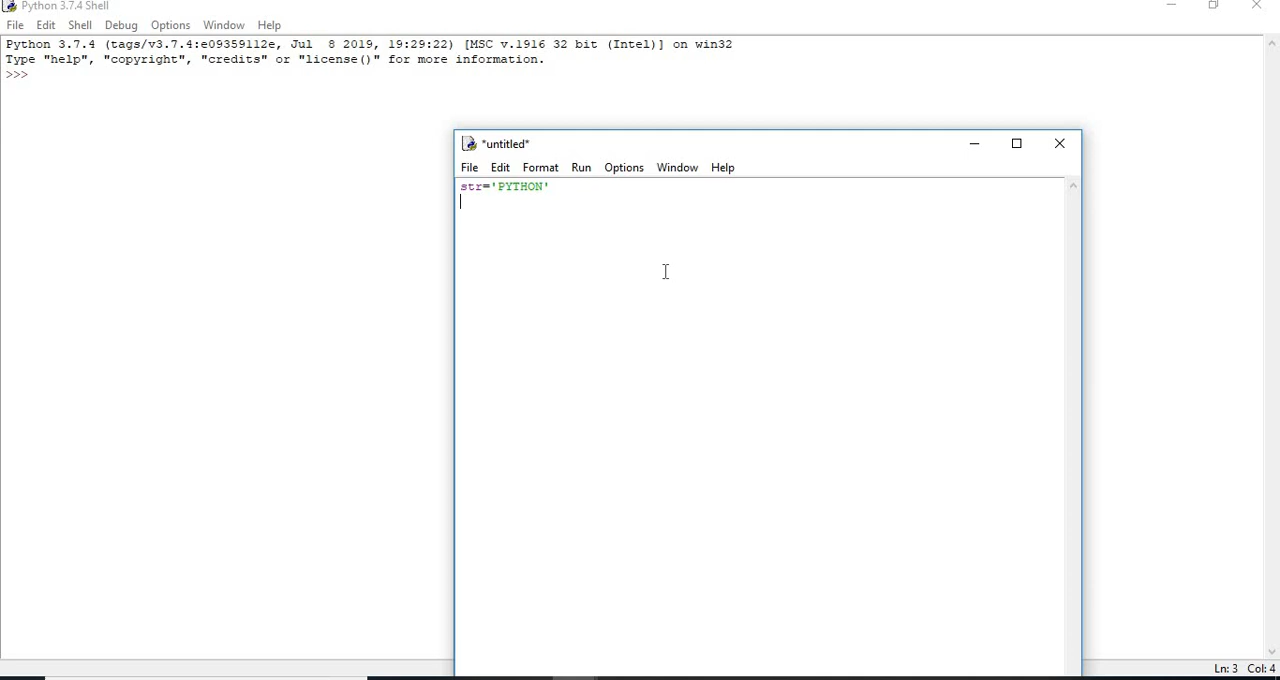 Python 3.7.4 Shell
File Edit Shell Debug Options Window Help
Python 3.7.4 (tags/v3.7.4:e09359112e, Jul  8 2019, 19:29:22) [MSC v.1916 32 bit (Intel)] on win32
Type "help", "copyright", "credits" or "license()" for more information.
>>>
*untitled*
File Edit Format Run Options Window Help
str='PYTHON'
Ln: 3 Col: 4